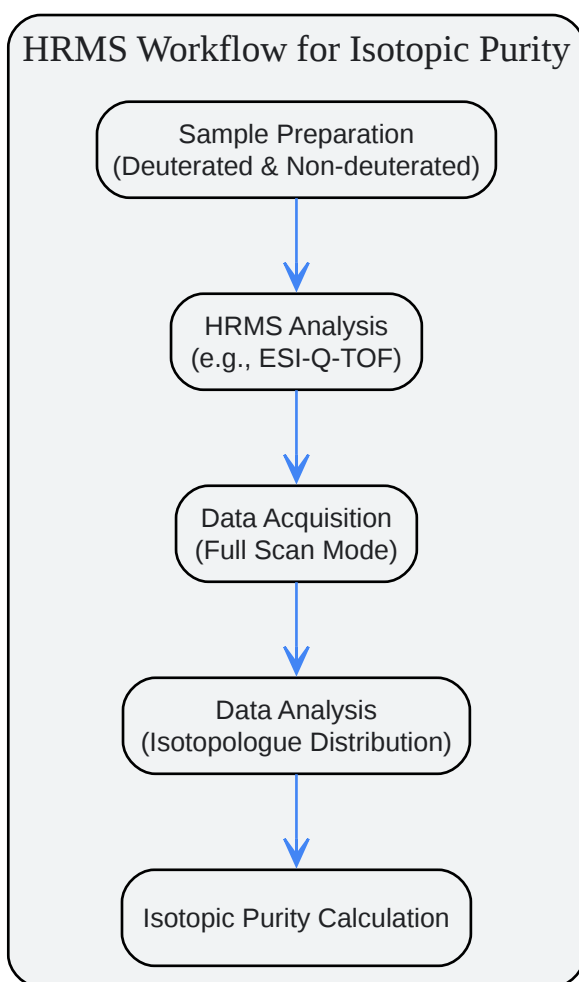 HRMS Workflow for Isotopic Purity
Sample Preparation
(Deuterated & Non-deuterated)
HRMS Analysis
(e.g., ESI-Q-TOF)
Data Acquisition
(Full Scan Mode)
Data Analysis
(Isotopologue Distribution)
Isotopic Purity Calculation